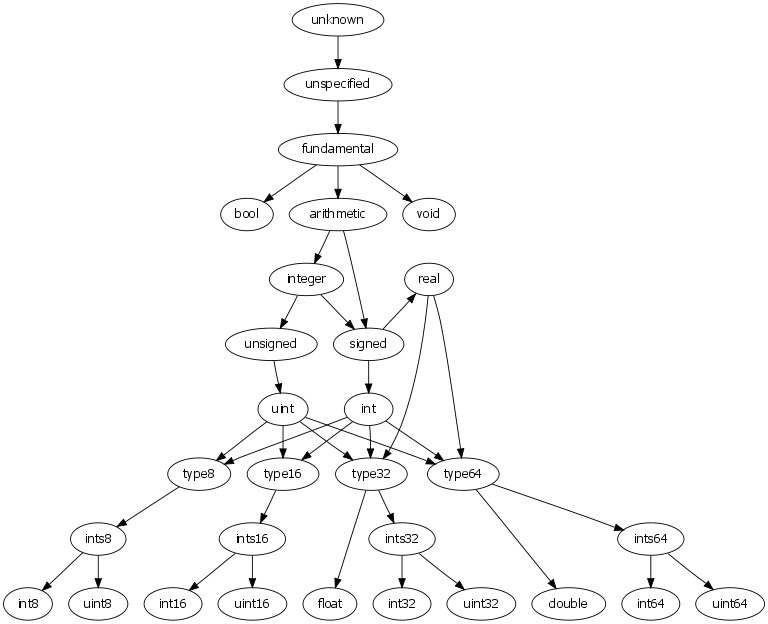 unknown
unspecified
fundamental
bool
arithmetic
void
integer
real
unsigned
signed
uint
int
type8
type16
type32
type64
ints8
ints16
ints32
ints64
int8
uint8
int16
uint16
float
int32
uint32
double
int64
uint64